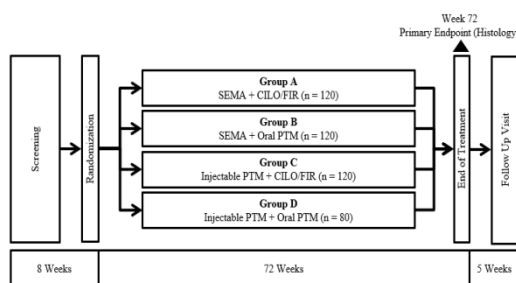 Week 72
Primary Endpoint (Histology
Screening
Randomization
Group A
SEMA + CILO/FIR (n = 120)
Group B
SEMA + Oral PTM (n = 120)
Group C
Injectable PTM + CILO/FIR (n = 120)
Group D
Injectable PTM + Oral PTM (n = 80)
End of Treatment
Follow Up Visit
8 Weeks
72 Weeks
5 Weeks